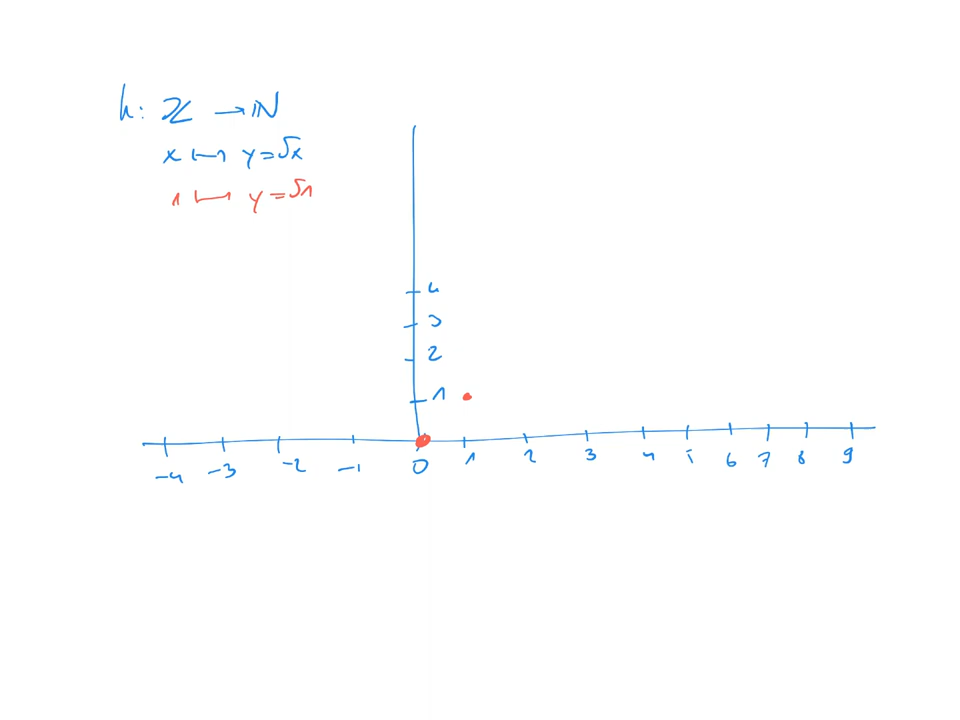 h: ℤ → ℕ
x ↦ y = √x
1 ↦ y = √1
4
3
2
1
-4 -3 -2 -1 0 1 2 3 4 5 6 7 8 9